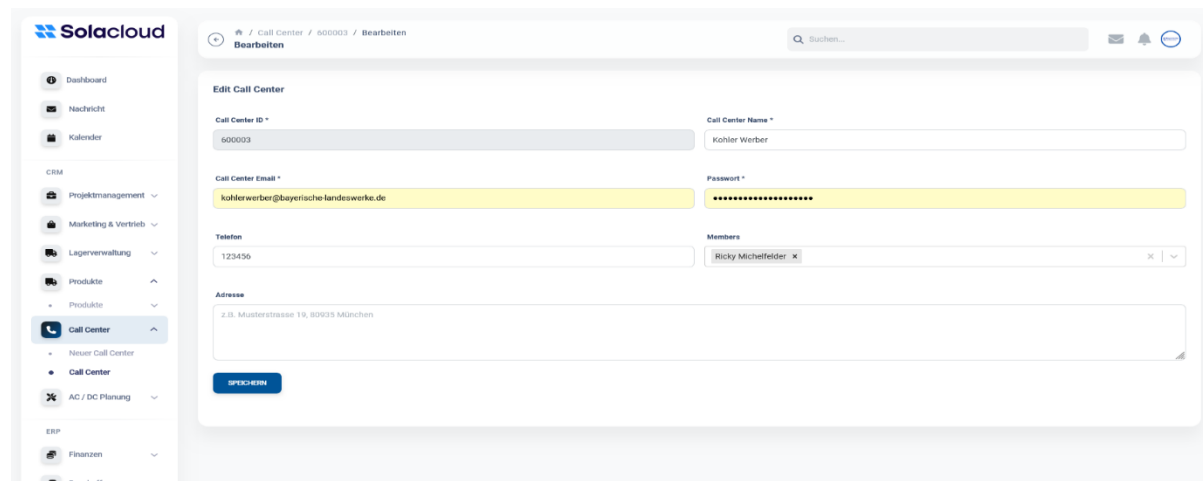 Solacloud
Dashboard
Nachricht
Kalender
CRM
Projektmanagement
Marketing & Vertrieb
Lagerverwaltung
Produkte
Produkte
Call Center
Neuer Call Center
Call Center
AC / DC Planung
ERP
Finanzen
/ Call Center / 600003 / Bearbeiten
Bearbeiten
Suchen...
Edit Call Center
Call Center ID *
600003
Call Center Name *
Kohler Werber
Call Center Email *
kohlerwerber@bayerische-landeswerke.de
Passwort *
••••••••••••••••••••
Telefon
123456
Members
Ricky Michelfelder ×
Adresse
z.B. Musterstrasse 19, 80935 München
SPEICHERN